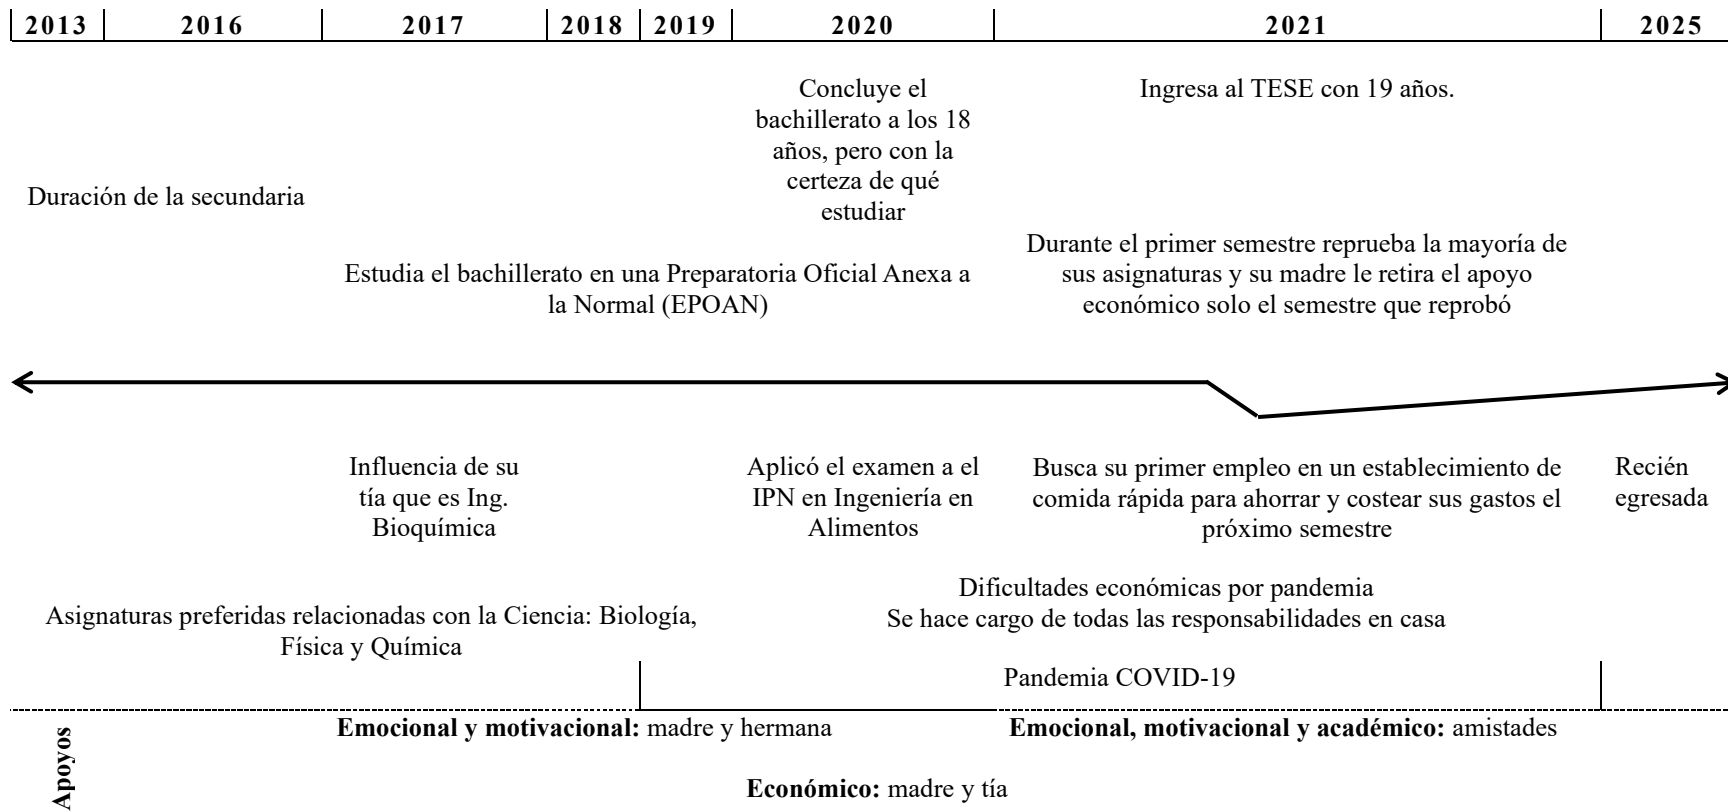 2013 2016 2017 2018 2019 2020 2021 2025
Concluye el
bachillerato a los 18
años, pero con la
certeza de qué
estudiar
Ingresa al TESE con 19 años.
Duración de la secundaria
Estudia el bachillerato en una Preparatoria Oficial Anexa a
la Normal (EPOAN)
Durante el primer semestre reprueba la mayoría de
sus asignaturas y su madre le retira el apoyo
económico solo el semestre que reprobó
Influencia de su
tía que es Ing.
Bioquímica
Aplicó el examen a el
IPN en Ingeniería en
Alimentos
Busca su primer empleo en un establecimiento de
comida rápida para ahorrar y costear sus gastos el
próximo semestre
Recién
egresada
Asignaturas preferidas relacionadas con la Ciencia: Biología,
Física y Química
Dificultades económicas por pandemia
Se hace cargo de todas las responsabilidades en casa
Pandemia COVID-19
Apoyos
Emocional y motivacional: madre y hermana
Emocional, motivacional y académico: amistades
Económico: madre y tía